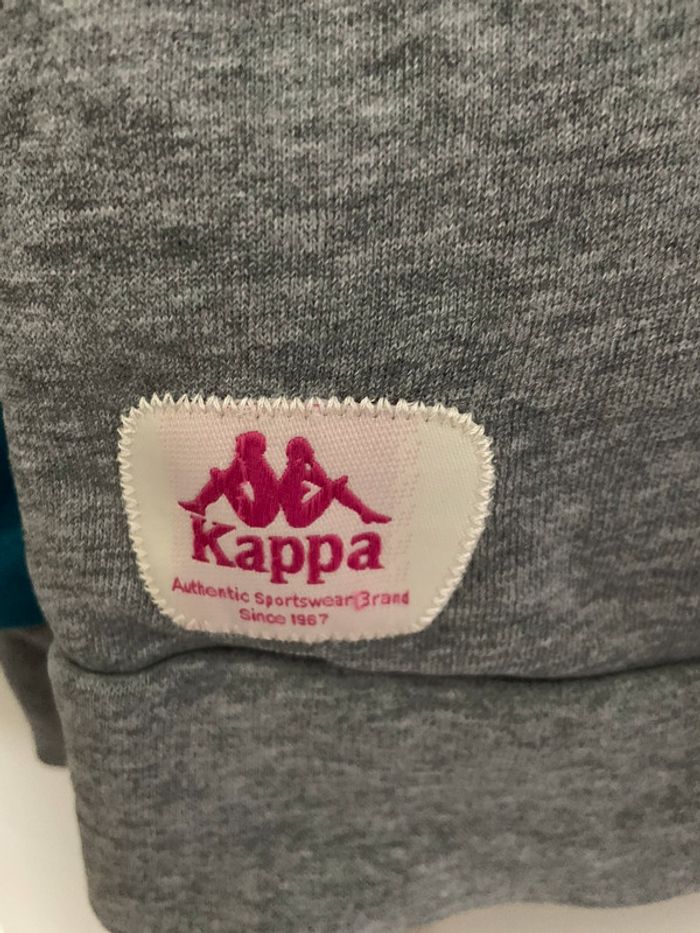 Kappa
Authentic Sportswear Brand
Since 1967